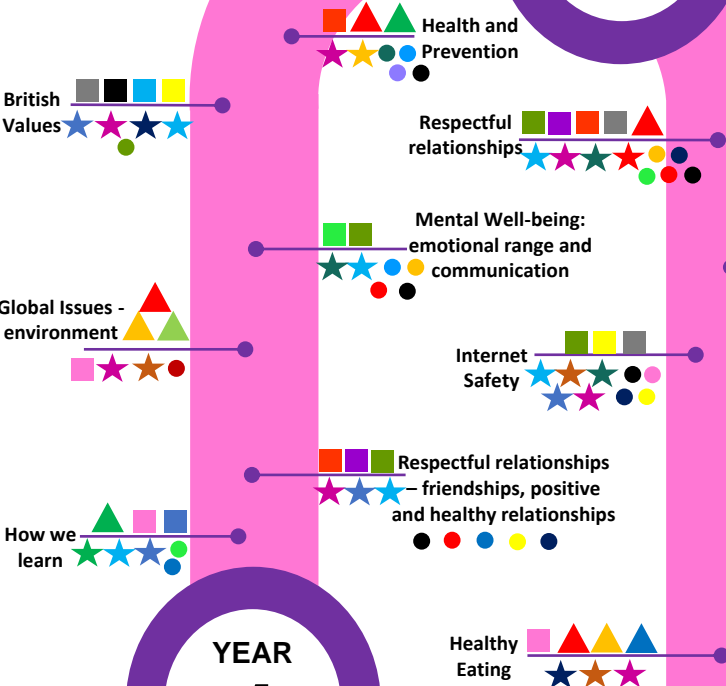 Health and
Prevention
British
Values
Respectful
relationships
Mental Well-being:
emotional range and
communication
Global Issues -
environment
Internet
Safety
Respectful relationships
– friendships, positive
and healthy relationships
How we
learn
YEAR
Healthy
Eating